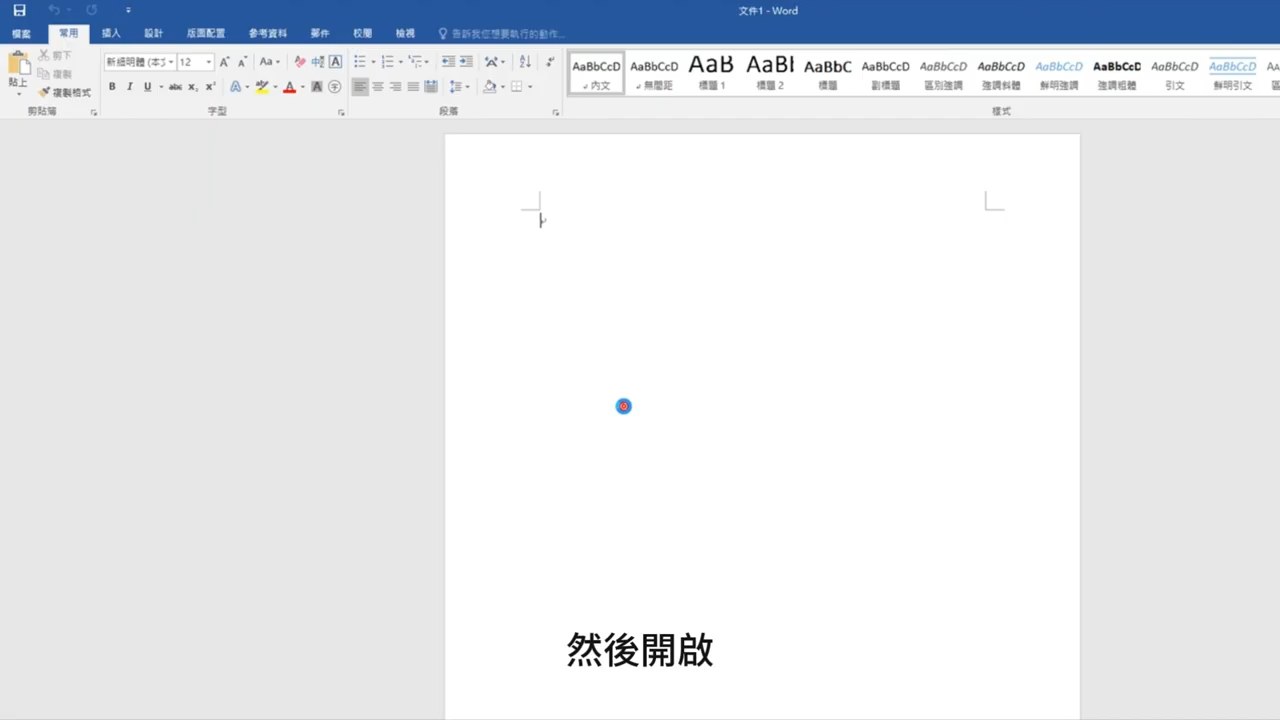 文件1 - Word
檔案 常用 插入 設計 版面配置 參考資料 郵件 校閱 檢視 告訴我您想要執行的動作...
貼上 剪下
複製
複製格式
剪貼簿
新細明體 (本文 12
Aa
B I U abc x₂ x² A A A 字
字型
段落
AaBbCcD AaBbCcD AaB AaBl AaBbC AaBbCcD AaBbCcD AaBbCcD AaBbCcD AaBbCcD AaBbCcD AaBbCcD
內文 無間距 標題 1 標題 2 標題 副標題 區別強調 強調斜體 鮮明強調 強調粗體 引文 鮮明引文
樣式
然後開啟